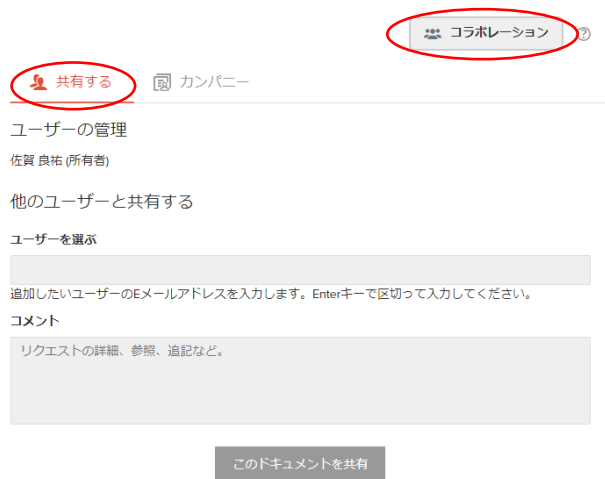 コラボレーション
?
共有する
カンパニー
ユーザーの管理
佐賀 良祐 (所有者)
他のユーザーと共有する
ユーザーを選ぶ
追加したいユーザーのEメールアドレスを入力します。Enterキーで区切って入力してください。
コメント
リクエストの詳細、参照、追記など。
このドキュメントを共有